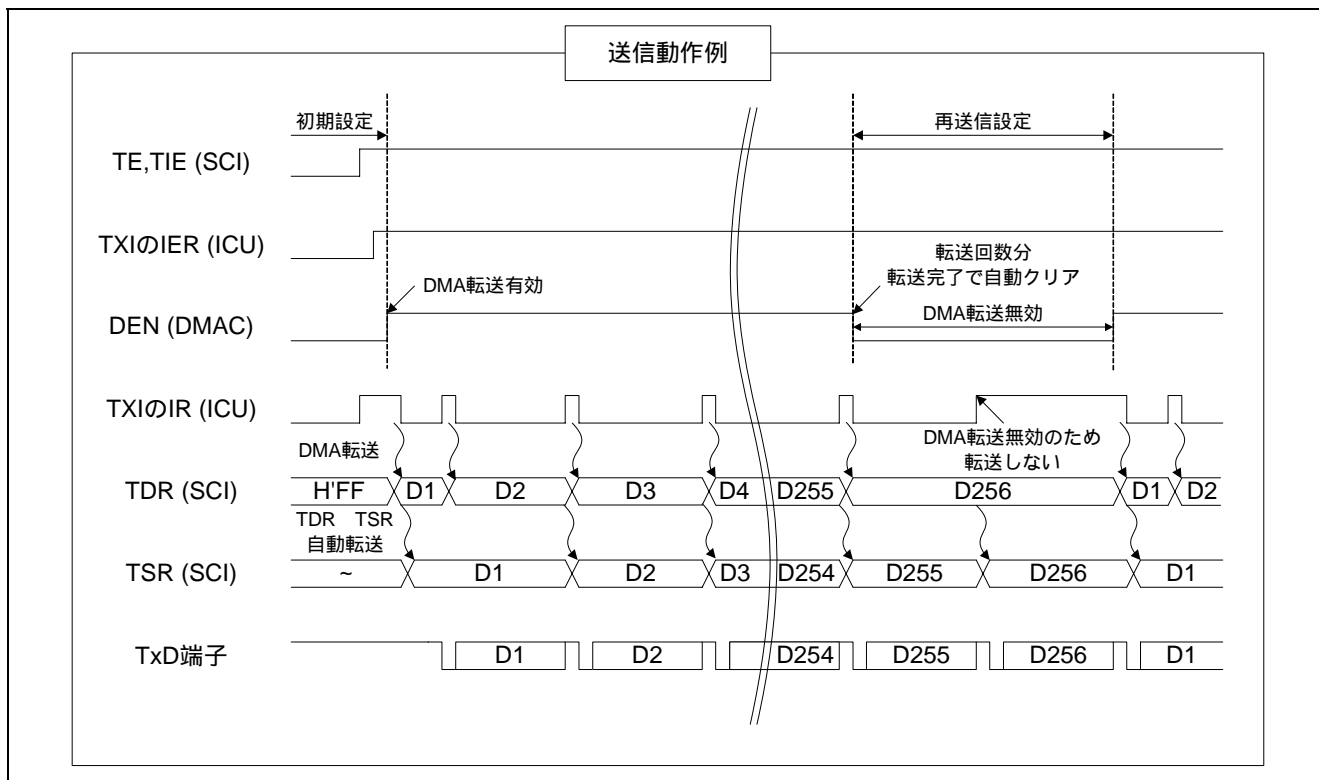 送信動作例
初期設定
再送信設定
TE,TIE (SCI)
TXIのIER (ICU)
DMA転送有効
転送回数分
転送完了で自動クリア
DEN (DMAC)
DMA転送無効
TXIのIR (ICU)
DMA転送
DMA転送無効のため
転送しない
TDR (SCI)
H'FF D1 D2 D3 D4 D255 D256 D1 D2
TDR TSR
自動転送
TSR (SCI)
~ D1 D2 D3 D254 D255 D256 D1
TxD端子
D1 D2 D254 D255 D256 D1